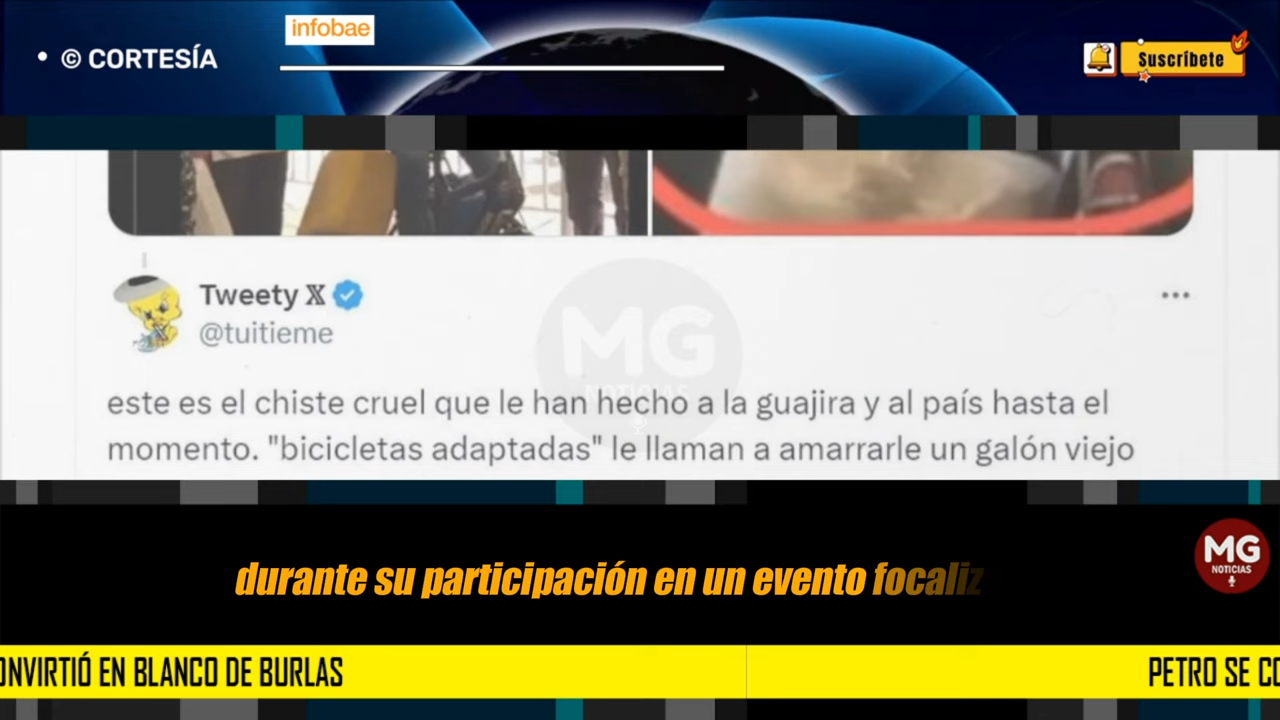 infobae
• © CORTESÍA
Suscríbete
Tweety X
@tuitieme
MG
NOTICIAS
este es el chiste cruel que le han hecho a la guajira y al país hasta el
momento. "bicicletas adaptadas" le llaman a amarrarle un galón viejo
MG
NOTICIAS
durante su participación en un evento focaliz
ONVIRTIÓ EN BLANCO DE BURLAS
PETRO SE CO